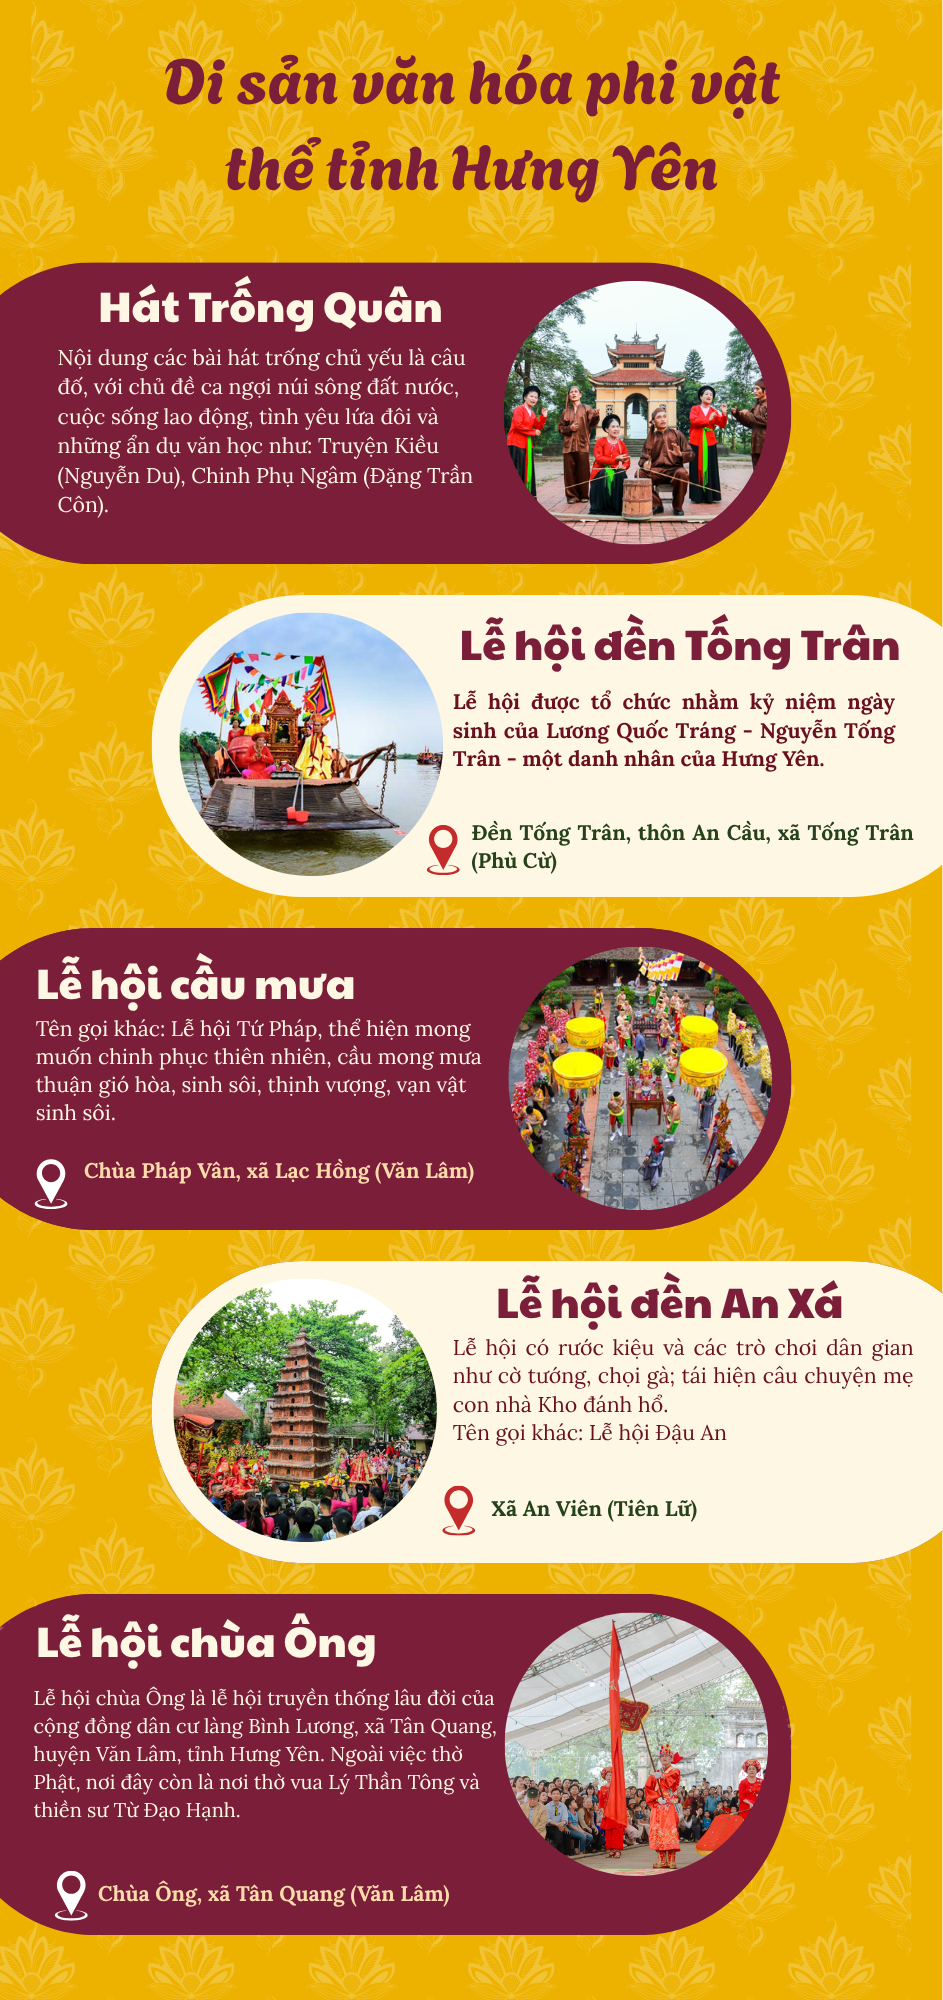 Di sản văn hóa phi vật
thể tỉnh Hưng Yên
Hát Trống Quân
Nội dung các bài hát trống chủ yếu là câu
đố, với chủ đề ca ngợi núi sông đất nước,
cuộc sống lao động, tình yêu lứa đôi và
những ẩn dụ văn học như: Truyện Kiều
(Nguyễn Du), Chinh Phụ Ngâm (Đặng Trần
Côn).
Lễ hội đền Tống Trân
Lễ hội được tổ chức nhằm kỷ niệm ngày
sinh của Lương Quốc Tráng - Nguyễn Tống
Trân - một danh nhân của Hưng Yên.
Đền Tống Trân, thôn An Cầu, xã Tống Trân
(Phù Cừ)
Lễ hội cầu mưa
Tên gọi khác: Lễ hội Tứ Pháp, thể hiện mong
muốn chinh phục thiên nhiên, cầu mong mưa
thuận gió hòa, sinh sôi, thịnh vượng, vạn vật
sinh sôi.
Chùa Pháp Vân, xã Lạc Hồng (Văn Lâm)
Lễ hội đền An Xá
Lễ hội có rước kiệu và các trò chơi dân gian
như cờ tướng, chọi gà; tái hiện câu chuyện mẹ
con nhà Kho đánh hổ.
Tên gọi khác: Lễ hội Đậu An
Xã An Viên (Tiên Lữ)
Lễ hội chùa Ông
Lễ hội chùa Ông là lễ hội truyền thống lâu đời của
cộng đồng dân cư làng Bình Lương, xã Tân Quang,
huyện Văn Lâm, tỉnh Hưng Yên. Ngoài việc thờ
Phật, nơi đây còn là nơi thờ vua Lý Thần Tông và
thiền sư Từ Đạo Hạnh.
Chùa Ông, xã Tân Quang (Văn Lâm)